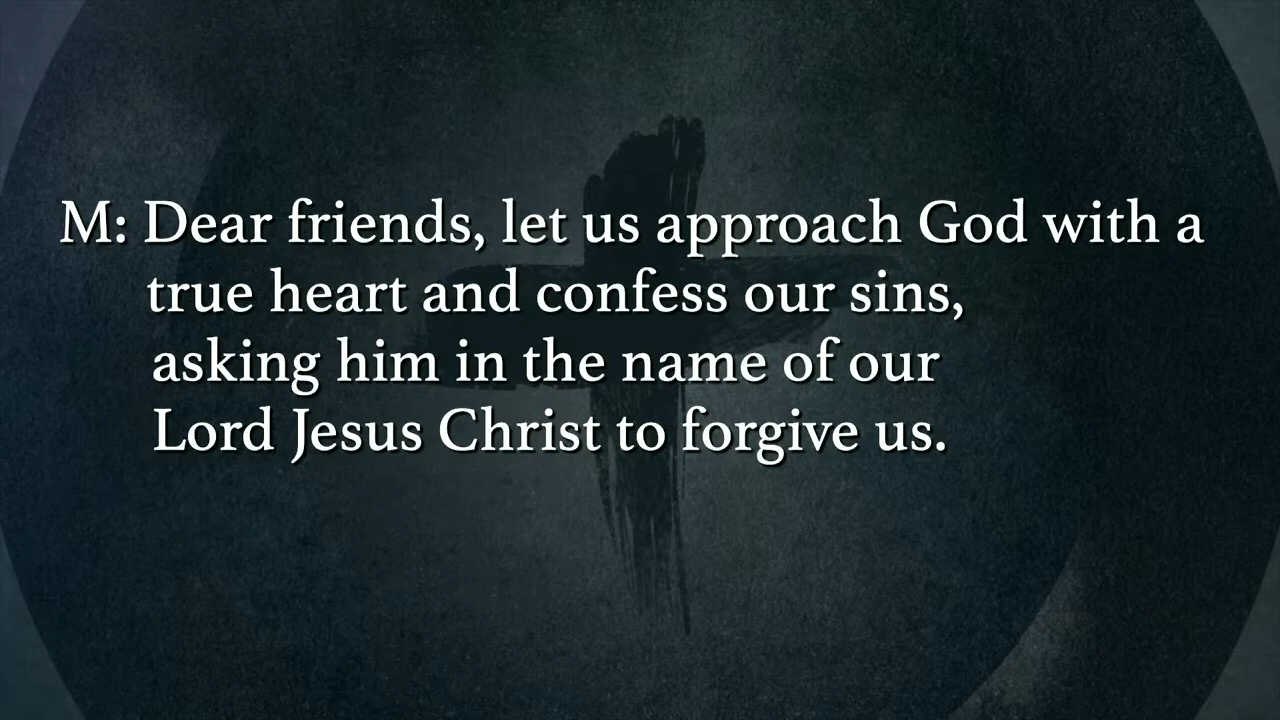 M: Dear friends, let us approach God with a
true heart and confess our sins,
asking him in the name of our
Lord Jesus Christ to forgive us.